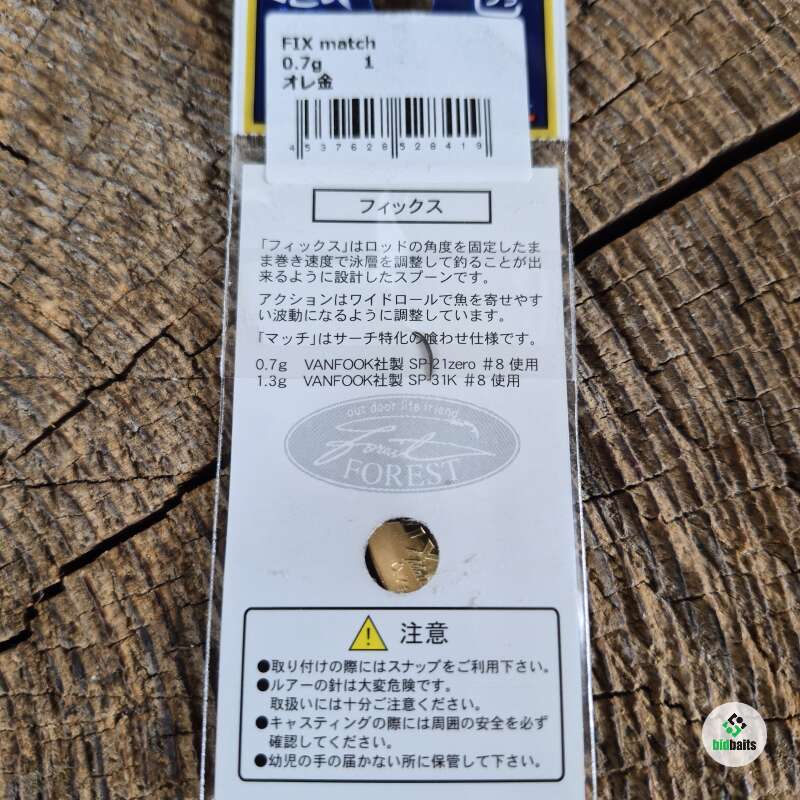 FIX match
0.7g 1
オレ金
4537628528419
フィックス
「フィックス」はロッドの角度を固定したま
ま巻き速度で泳層を調整して釣ることが出
来るように設計したスプーンです。
アクションはワイドロールで魚を寄せやす
い波動になるように調整しています。
「マッチ」はサーチ特化の喰わせ仕様です。
0.7g VANFOOK社製 SP-21zero #8 使用
1.3g VANFOOK社製 SP-31K #8 使用
out door life friend
Forest
FOREST
注意
●取り付けの際にはスナップをご利用下さい。
●ルアーの針は大変危険です。
取扱いには十分ご注意ください。
●キャスティングの際には周囲の安全を必ず
確認してください。
●幼児の手の届かない所に保管して下さい。
bidbaits